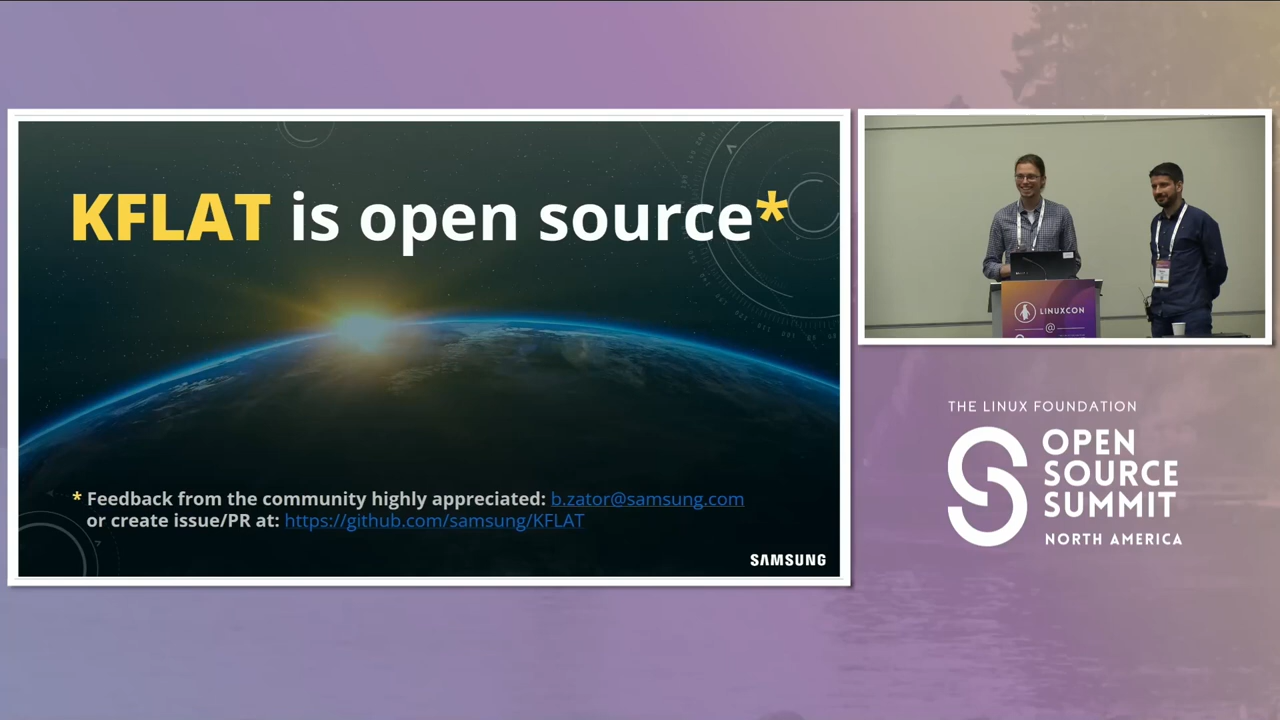 KFLAT is open source*
* Feedback from the community highly appreciated: b.zator@samsung.com
or create issue/PR at: https://github.com/samsung/KFLAT
SAMSUNG
LINUXCON
@
THE LINUX FOUNDATION
OPEN
SOURCE
SUMMIT
NORTH AMERICA